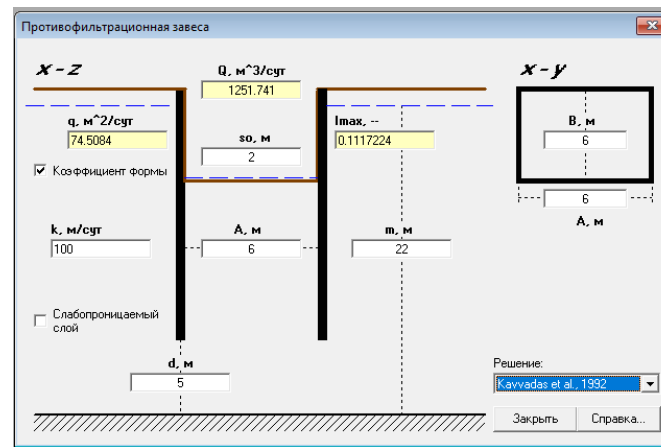 Противофильтрационная завеса
x - z
Q, м^3/сут
1251.741
x - y
q, м^2/сут
74.5084
so, м
2
Imax, --
0.1117224
B, м
6
Коэффициент формы
6
A, м
k, м/сут
100
A, м
6
m, м
22
Слабопроницаемый
слой
d, м
5
Решение:
Kavvadas et al., 1992
Закрыть
Справка...